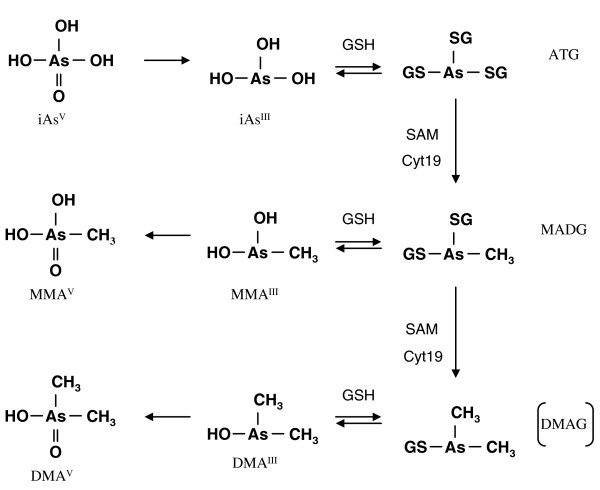 OH
HO–As–OH
O
iAsV
OH
HO–As–OH
iAsIII
GSH
SG
GS–As–SG
ATG
SAM
Cyt19
OH
HO–As–CH3
O
MMAV
OH
HO–As–CH3
MMAIII
GSH
SG
GS–As–CH3
MADG
SAM
Cyt19
CH3
HO–As–CH3
O
DMAV
CH3
HO–As–CH3
DMAIII
GSH
CH3
GS–As–CH3
[DMAG]